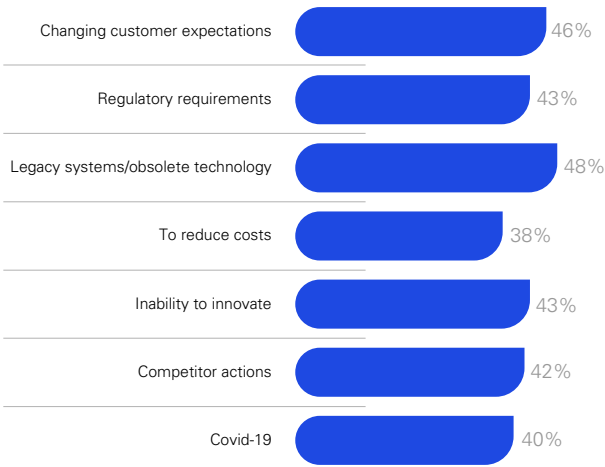 Changing customer expectations 46%
Regulatory requirements 43%
Legacy systems/obsolete technology 48%
To reduce costs 38%
Inability to innovate 43%
Competitor actions 42%
Covid-19 40%